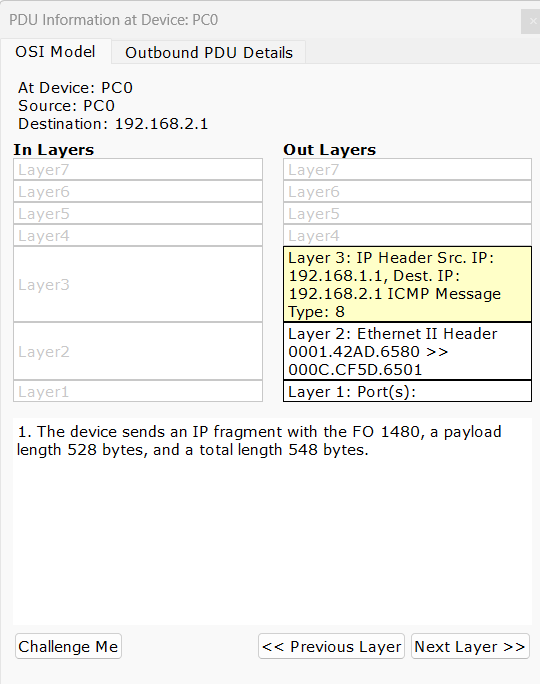 PDU Information at Device: PC0
OSI Model
Outbound PDU Details
At Device: PC0
Source: PC0
Destination: 192.168.2.1
In Layers
Layer7
Layer6
Layer5
Layer4
Layer3
Layer2
Layer1
Out Layers
Layer7
Layer6
Layer5
Layer4
Layer 3: IP Header Src. IP:
192.168.1.1, Dest. IP:
192.168.2.1 ICMP Message
Type: 8
Layer 2: Ethernet II Header
0001.42AD.6580 >>
000C.CF5D.6501
Layer 1: Port(s):
1. The device sends an IP fragment with the FO 1480, a payload
length 528 bytes, and a total length 548 bytes.
Challenge Me
<< Previous Layer
Next Layer >>